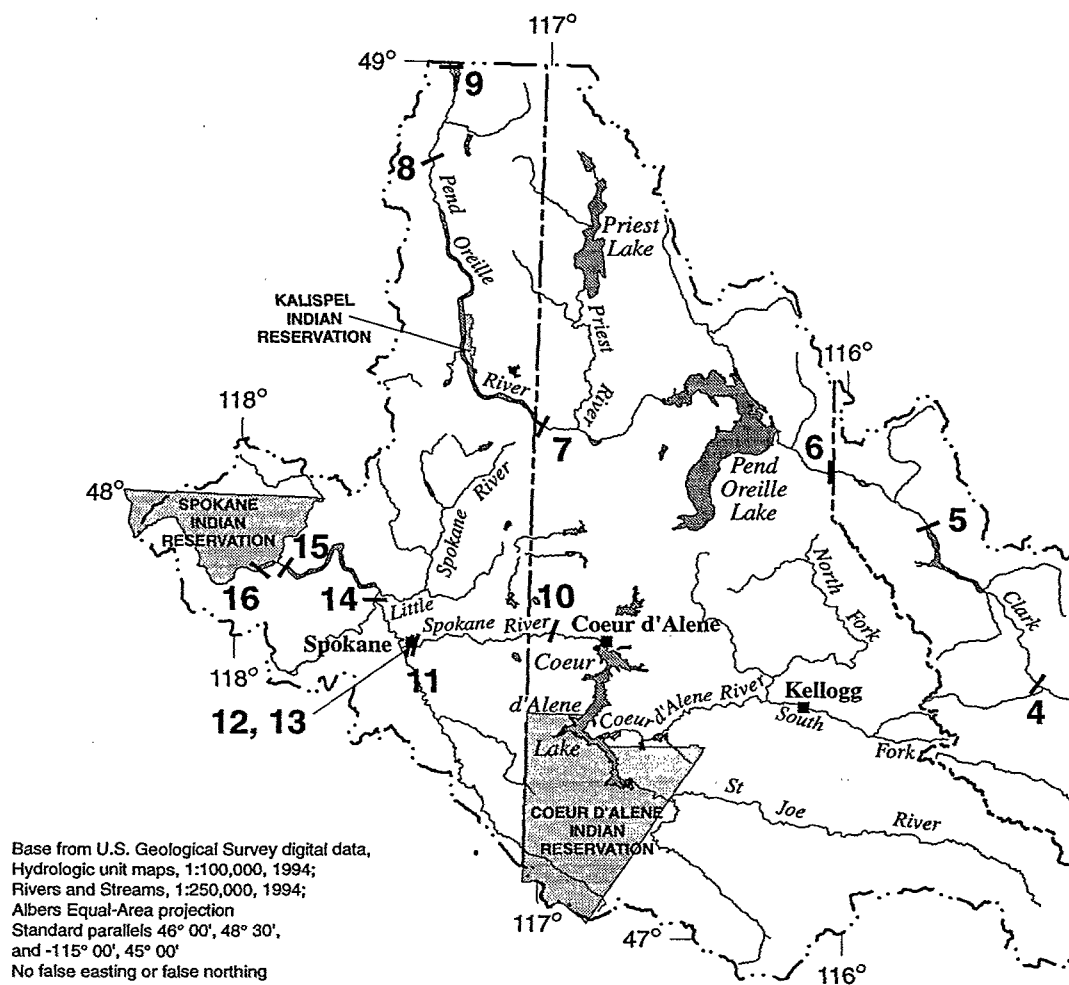 117°
49°
9
8
Pend
Oreille
River
Priest
Lake
KALISPEL
INDIAN
RESERVATION
Priest
River
116°
118°
7
6
Pend
Oreille
Lake
5
48°
SPOKANE
INDIAN
RESERVATION
15
16
14
Little
Spokane
River
10
North
Fork
Clark
Spokane
Spokane River
Coeur d'Alene
118°
11
12, 13
Coeur
d'Alene
Lake
Coeur d'Alene River
Kellogg
South
Fork
4
St
Joe
River
COEUR D'ALENE
INDIAN
RESERVATION
Base from U.S. Geological Survey digital data,
Hydrologic unit maps, 1:100,000, 1994;
Rivers and Streams, 1:250,000, 1994;
Albers Equal-Area projection
Standard parallels 46° 00', 48° 30',
and -115° 00', 45° 00'
No false easting or false northing
117°
47°
116°